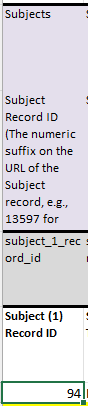 Subjects
Subject
Record ID
(The numeric
suffix on the
URL of the
Subject
record, e.g.,
13597 for
subject_1_rec
ord_id
Subject (1)
Record ID
94